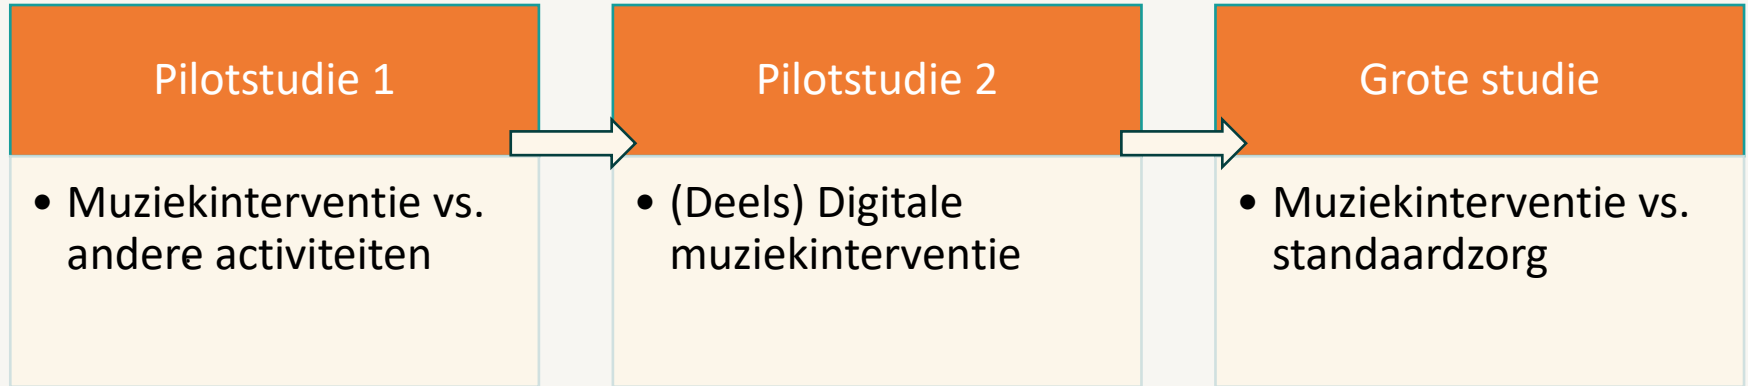 Pilotstudie 1
• Muziekinterventie vs.
andere activiteiten
Pilotstudie 2
• (Deels) Digitale
muziekinterventie
Grote studie
• Muziekinterventie vs.
standaardzorg